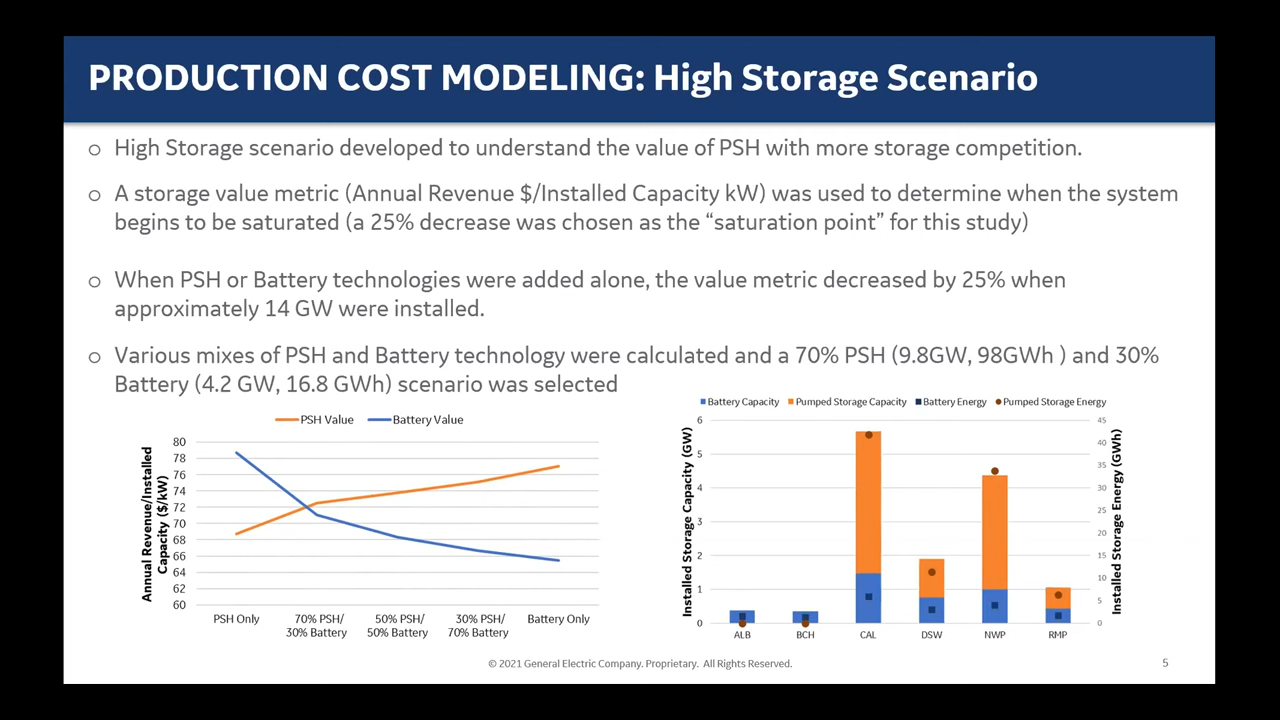 PRODUCTION COST MODELING: High Storage Scenario
o High Storage scenario developed to understand the value of PSH with more storage competition.
o A storage value metric (Annual Revenue $/Installed Capacity kW) was used to determine when the system
begins to be saturated (a 25% decrease was chosen as the “saturation point” for this study)
o When PSH or Battery technologies were added alone, the value metric decreased by 25% when
approximately 14 GW were installed.
o Various mixes of PSH and Battery technology were calculated and a 70% PSH (9.8GW, 98GWh ) and 30%
Battery (4.2 GW, 16.8 GWh) scenario was selected
PSH Value Battery Value
Annual Revenue/Installed
Capacity ($/kW)
80
78
76
74
72
70
68
66
64
62
60
PSH Only
70% PSH/
30% Battery
50% PSH/
50% Battery
30% PSH/
70% Battery
Battery Only
Battery Capacity Pumped Storage Capacity Battery Energy Pumped Storage Energy
Installed Storage Capacity (GW)
6
5
4
3
2
1
0
45
40
35
30
25
20
15
10
5
0
Installed Storage Energy (GWh)
ALB BCH CAL DSW NWP RMP
© 2021 General Electric Company. Proprietary. All Rights Reserved.
5